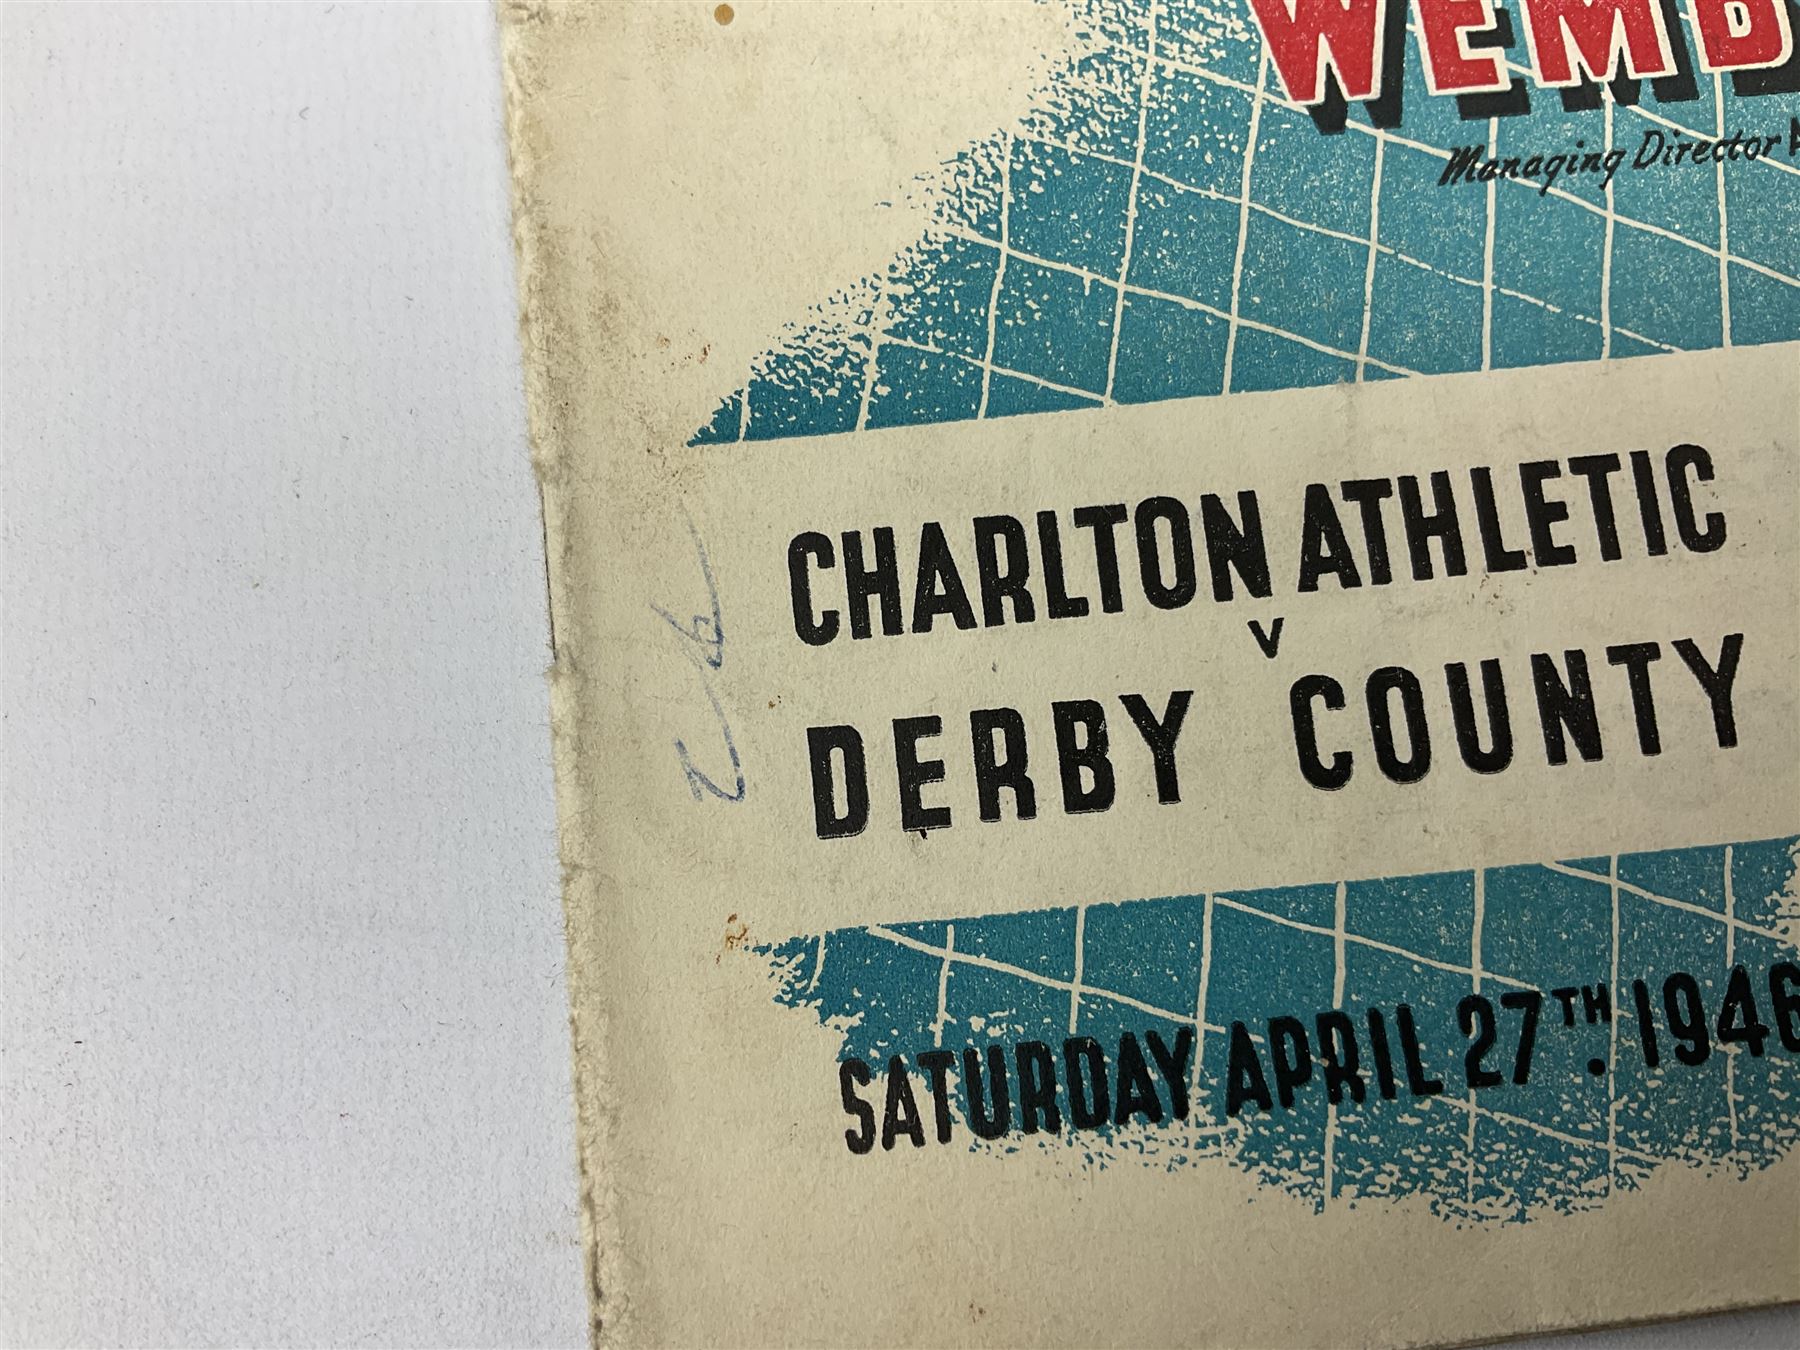 WEMB
Managing Director A
CHARLTON ATHLETIC
V
DERBY COUNTY
SATURDAY APRIL 27TH. 1946